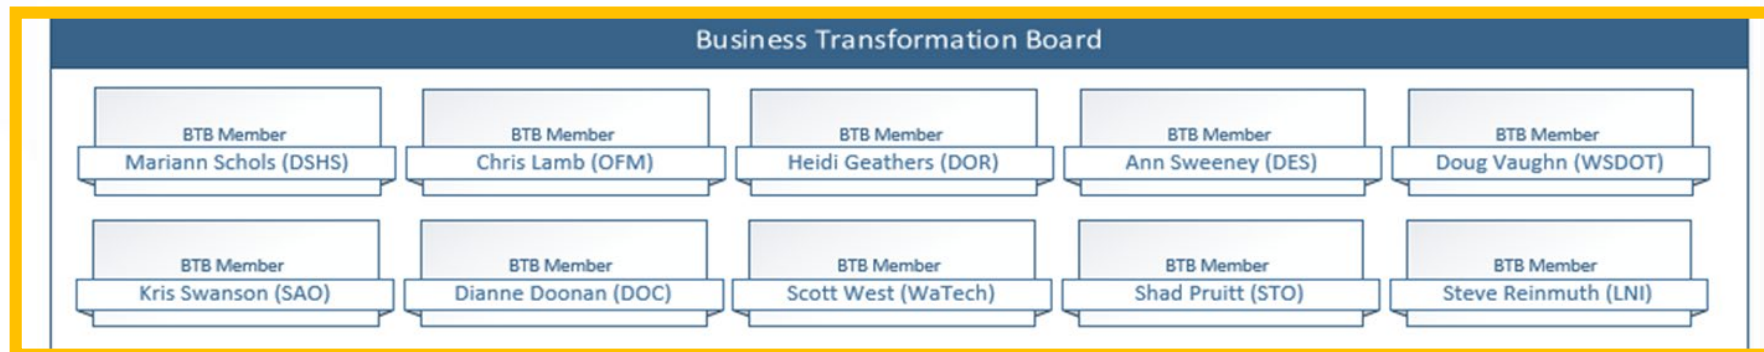 Business Transformation Board
BTB Member
Mariann Schols (DSHS)
BTB Member
Chris Lamb (OFM)
BTB Member
Heidi Geathers (DOR)
BTB Member
Ann Sweeney (DES)
BTB Member
Doug Vaughn (WSDOT)
BTB Member
Kris Swanson (SAO)
BTB Member
Dianne Doonan (DOC)
BTB Member
Scott West (WaTech)
BTB Member
Shad Pruitt (STO)
BTB Member
Steve Reinmuth (LNI)